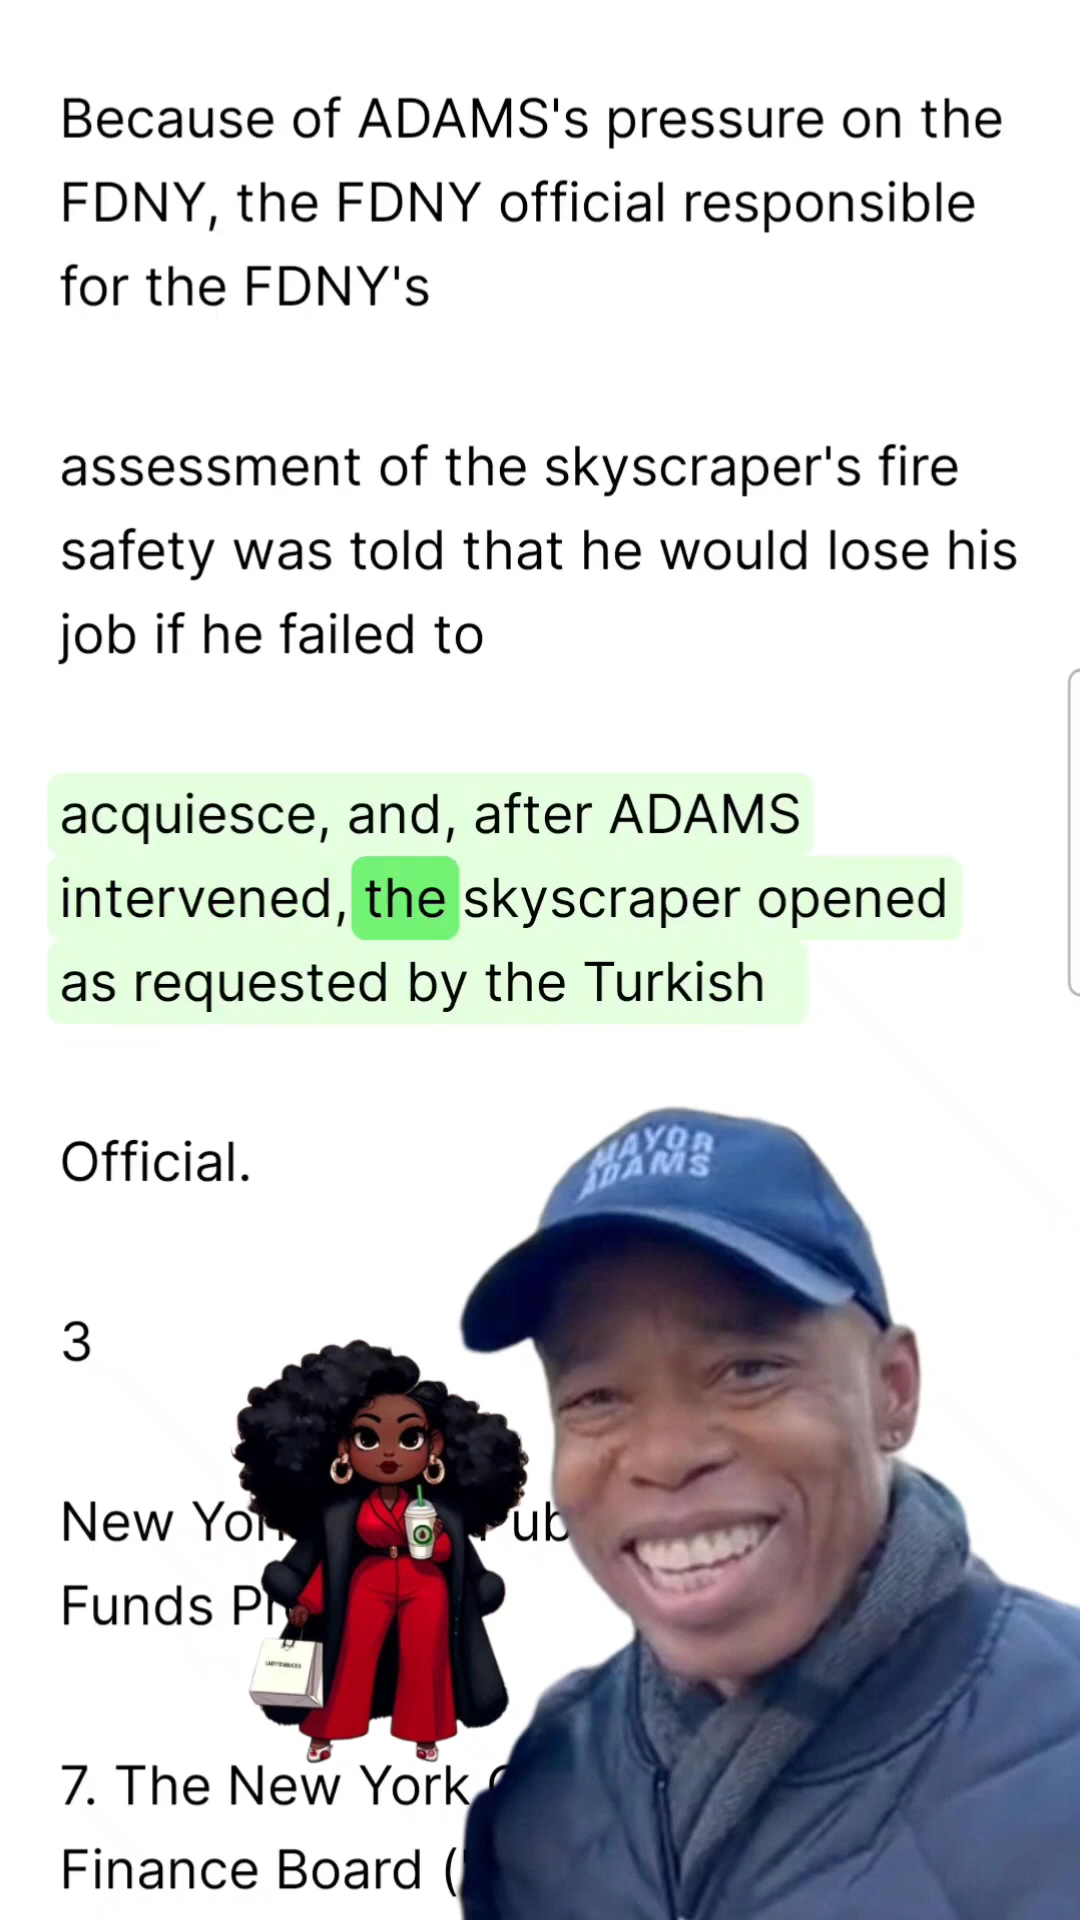 Because of ADAMS's pressure on the
FDNY, the FDNY official responsible
for the FDNY's
assessment of the skyscraper's fire
safety was told that he would lose his
job if he failed to
acquiesce, and, after ADAMS
intervened, the skyscraper opened
as requested by the Turkish
Official.
MAYOR
ADAMS
3
New York
Funds
7. The New York
Finance Board (